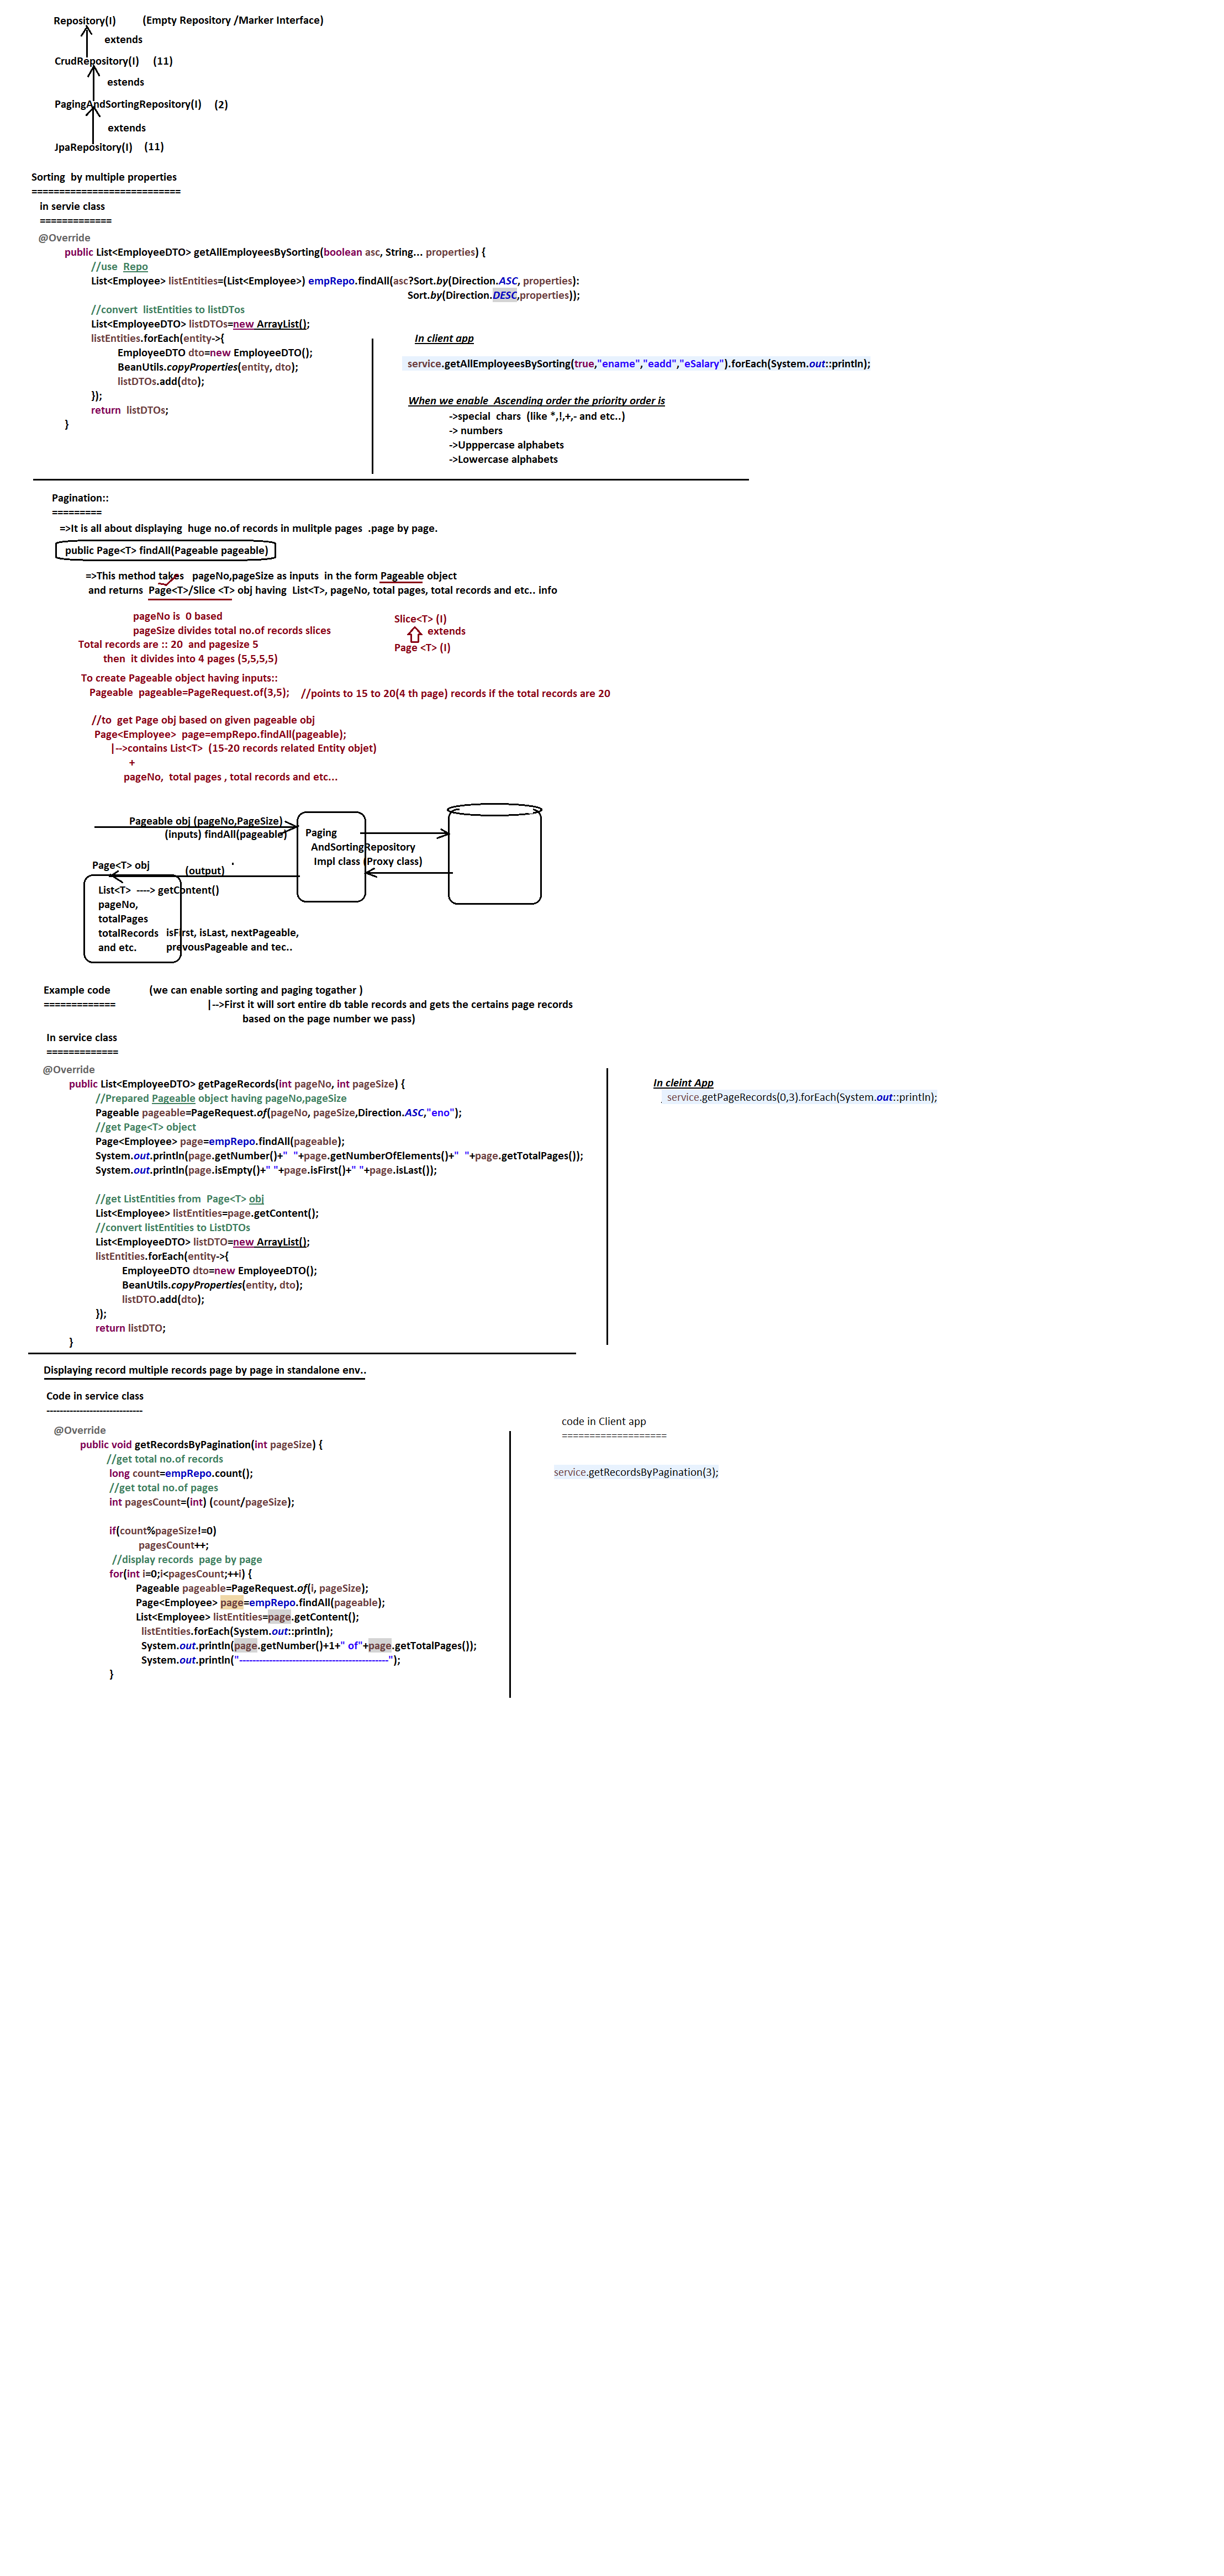 Repository(I) (Empty Repository /Marker Interface)
extends
CrudRepository(I) (11)
estends
PagingAndSortingRepository(I) (2)
extends
JpaRepository(I) (11)
Sorting by multiple properties
===========================
in servie class
=============
@Override
public List<EmployeeDTO> getAllEmployeesBySorting(boolean asc, String... properties) {
//use Repo
List<Employee> listEntities=(List<Employee>) empRepo.findAll(asc?Sort.by(Direction.ASC, properties):
Sort.by(Direction.DESC,properties));
//convert listEntities to listDTos
List<EmployeeDTO> listDTOs=new ArrayList();
listEntities.forEach(entity->{
EmployeeDTO dto=new EmployeeDTO();
BeanUtils.copyProperties(entity, dto);
listDTOs.add(dto);
});
return listDTOs;
}
In client app
service.getAllEmployeesBySorting(true,"ename","eadd","eSalary").forEach(System.out::println);
When we enable Ascending order the priority order is
->special chars (like *,!,+,- and etc..)
-> numbers
->Upppercase alphabets
->Lowercase alphabets
Pagination::
=========
=>It is all about displaying huge no.of records in mulitple pages .page by page.
public Page<T> findAll(Pageable pageable)
=>This method takes pageNo,pageSize as inputs in the form Pageable object
and returns Page<T>/Slice <T> obj having List<T>, pageNo, total pages, total records and etc.. info
pageNo is 0 based
pageSize divides total no.of records slices
Total records are :: 20 and pagesize 5
then it divides into 4 pages (5,5,5,5)
Slice<T> (I)
extends
Page <T> (I)
To create Pageable object having inputs::
Pageable pageable=PageRequest.of(3,5); //points to 15 to 20(4 th page) records if the total records are 20
//to get Page obj based on given pageable obj
Page<Employee> page=empRepo.findAll(pageable);
|-->contains List<T> (15-20 records related Entity objet)
+
pageNo, total pages , total records and etc...
Pageable obj (pageNo,PageSize)
(inputs) findAll(pageable)
Paging
AndSortingRepository
Impl class (Proxy class)
Page<T> obj
(output)
List<T> ----> getContent()
pageNo,
totalPages
totalRecords isFirst, isLast, nextPageable,
and etc. prevousPageable and tec..
Example code (we can enable sorting and paging togather )
============= |-->First it will sort entire db table records and gets the certains page records
based on the page number we pass)
In service class
=============
@Override
public List<EmployeeDTO> getPageRecords(int pageNo, int pageSize) {
//Prepared Pageable object having pageNo,pageSize
Pageable pageable=PageRequest.of(pageNo, pageSize,Direction.ASC,"eno");
//get Page<T> object
Page<Employee> page=empRepo.findAll(pageable);
System.out.println(page.getNumber()+" "+page.getNumberOfElements()+" "+page.getTotalPages());
System.out.println(page.isEmpty()+" "+page.isFirst()+" "+page.isLast());
//get ListEntities from Page<T> obj
List<Employee> listEntities=page.getContent();
//convert listEntities to ListDTOs
List<EmployeeDTO> listDTO=new ArrayList();
listEntities.forEach(entity->{
EmployeeDTO dto=new EmployeeDTO();
BeanUtils.copyProperties(entity, dto);
listDTO.add(dto);
});
return listDTO;
}
In cleint App
service.getPageRecords(0,3).forEach(System.out::println);
Displaying record multiple records page by page in standalone env..
Code in service class
-----------------------------
@Override
public void getRecordsByPagination(int pageSize) {
//get total no.of records
long count=empRepo.count();
//get total no.of pages
int pagesCount=(int) (count/pageSize);
if(count%pageSize!=0)
pagesCount++;
//display records page by page
for(int i=0;i<pagesCount;++i) {
Pageable pageable=PageRequest.of(i, pageSize);
Page<Employee> page=empRepo.findAll(pageable);
List<Employee> listEntities=page.getContent();
listEntities.forEach(System.out::println);
System.out.println(page.getNumber()+1+" of"+page.getTotalPages());
System.out.println("---------------------------------------------");
}
code in Client app
===================
service.getRecordsByPagination(3);